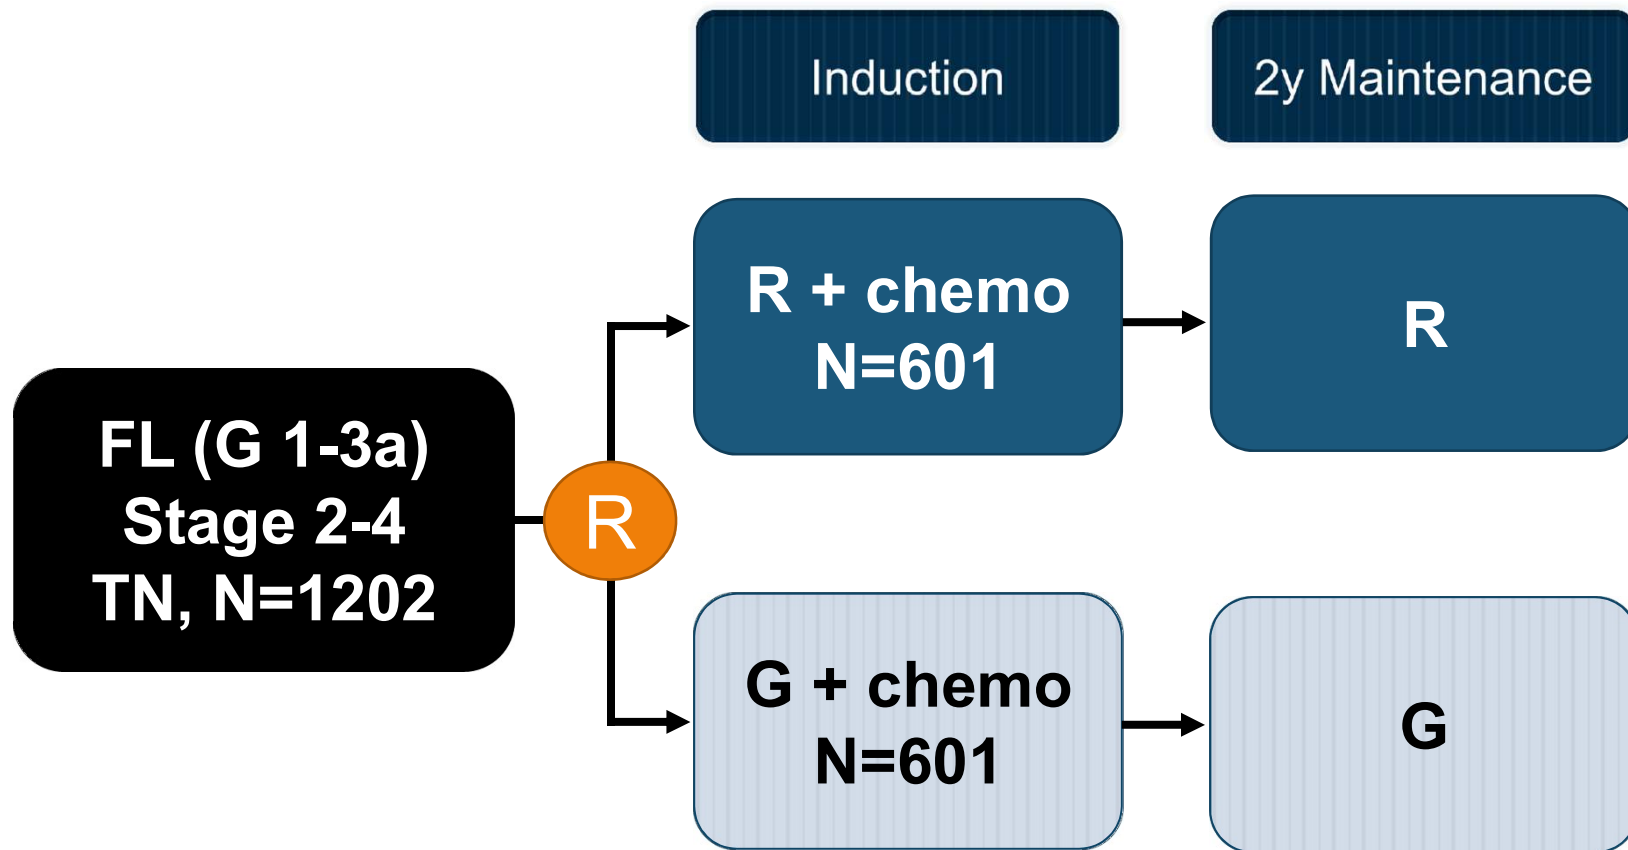 Induction
2y Maintenance
R + chemo
N=601
R
FL (G 1-3a)
Stage 2-4
TN, N=1202
R
G + chemo
N=601
G